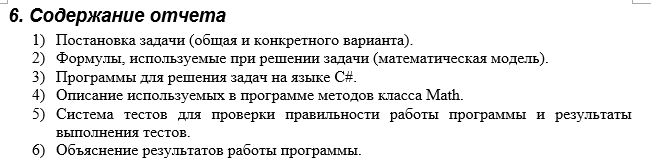 6. Содержание отчета
1) Постановка задачи (общая и конкретного варианта).
2) Формулы, используемые при решении задачи (математическая модель).
3) Программы для решения задач на языке C#.
4) Описание используемых в программе методов класса Math.
5) Система тестов для проверки правильности работы программы и результаты
выполнения тестов.
6) Объяснение результатов работы программы.